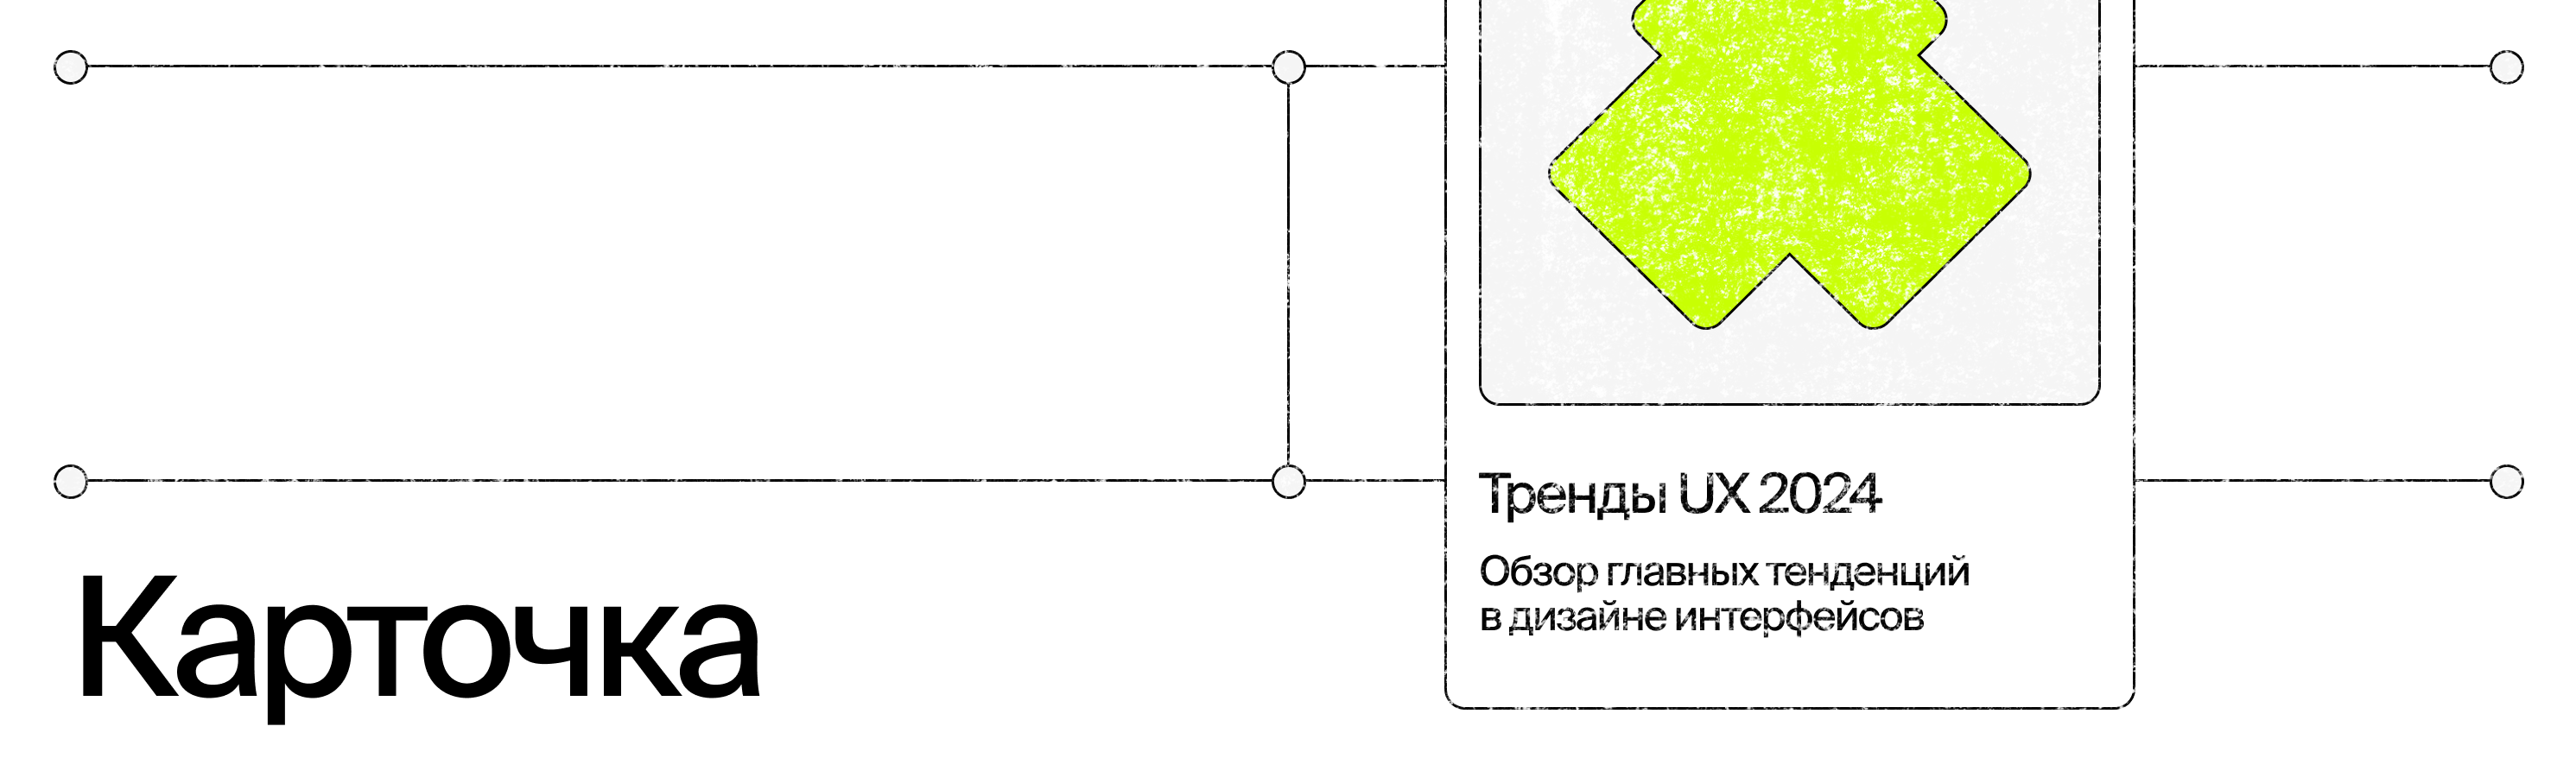 Карточка
Тренды UX 2024
Обзор главных тенденций
в дизайне интерфейсов